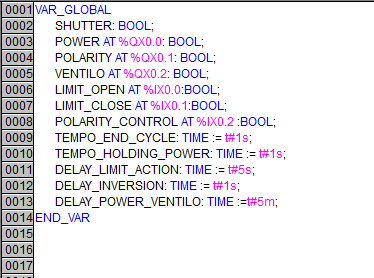 0001 VAR_GLOBAL
0002 SHUTTER: BOOL;
0003 POWER AT %QX0.0: BOOL;
0004 POLARITY AT %QX0.1: BOOL;
0005 VENTILO AT %QX0.2: BOOL;
0006 LIMIT_OPEN AT %IX0.0:BOOL;
0007 LIMIT_CLOSE AT %IX0.1:BOOL;
0008 POLARITY_CONTROL AT %IX0.2 :BOOL;
0009 TEMPO_END_CYCLE: TIME := t#1s;
0010 TEMPO_HOLDING_POWER: TIME := t#1s;
0011 DELAY_LIMIT_ACTION: TIME := t#5s;
0012 DELAY_INVERSION: TIME := t#1s;
0013 DELAY_POWER_VENTILO: TIME :=t#5m;
0014 END_VAR
0015
0016
0017